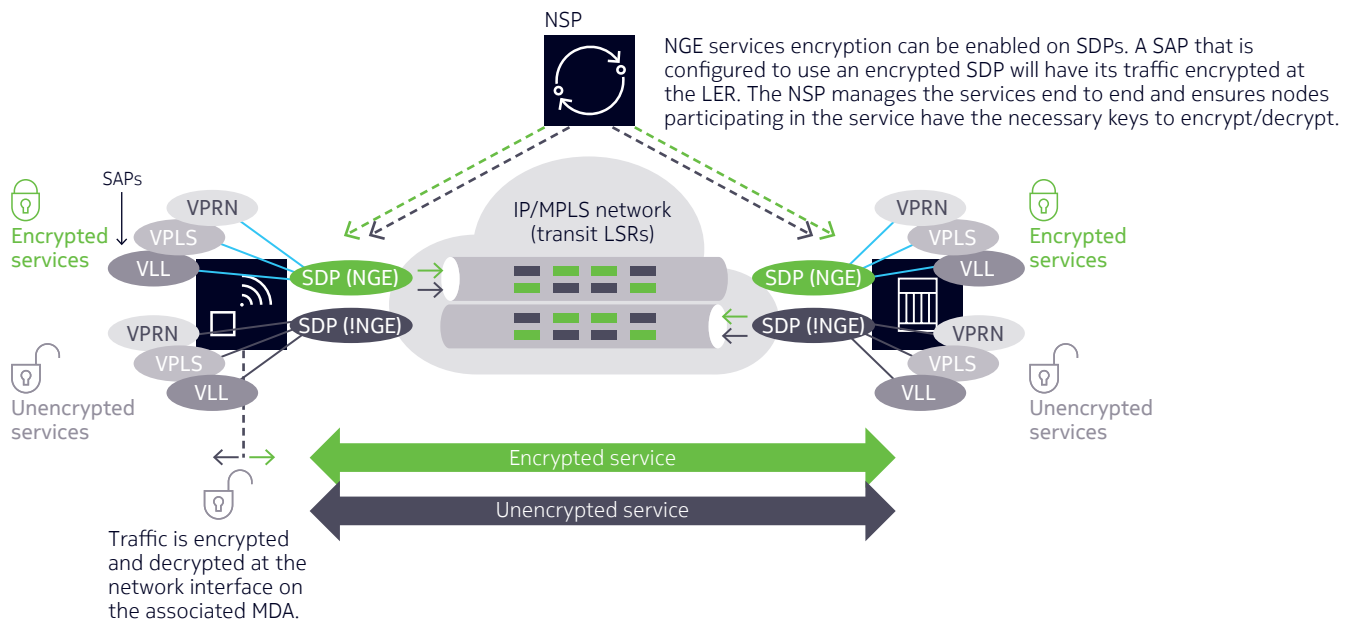 NSP
NGE services encryption can be enabled on SDPs. A SAP that is
configured to use an encrypted SDP will have its traffic encrypted at
the LER. The NSP manages the services end to end and ensures nodes
participating in the service have the necessary keys to encrypt/decrypt.
SAPs
Encrypted
services
VPRN
VPLS
VLL
SDP (NGE)
IP/MPLS network
(transit LSRs)
SDP (NGE)
VPRN
VPLS
VLL
Encrypted
services
Unencrypted
services
VPRN
VPLS
VLL
SDP (!NGE)
SDP (!NGE)
VPRN
VPLS
VLL
Unencrypted
services
Encrypted service
Unencrypted service
Traffic is encrypted
and decrypted at the
network interface on
the associated MDA.